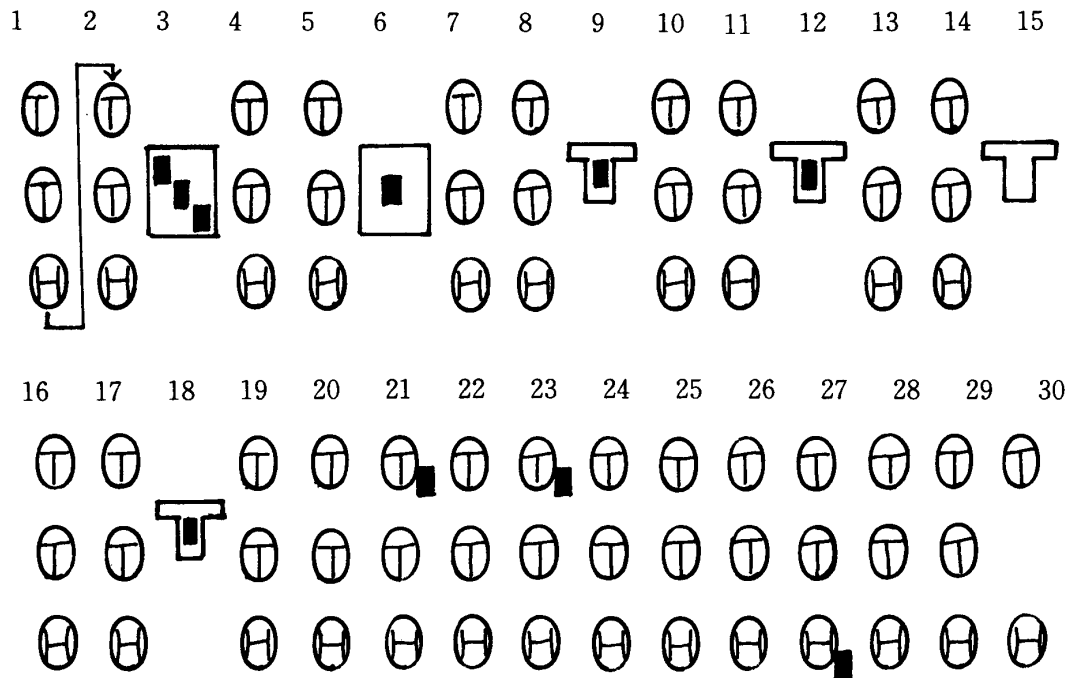 1 2 3 4 5 6 7 8 9 10 11 12 13 14 15
T T T T T T T T T T
T T T T T T T T T T
H H H H H H H H H H
16 17 18 19 20 21 22 23 24 25 26 27 28 29 30
T T T T T T T T T T T T T T
T T T T T T T T T T T T T
H H H H H H H H H H H H H H